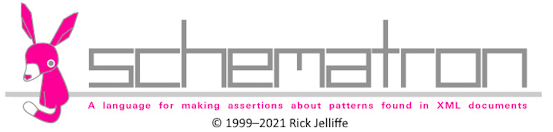 schematron
A language for making assertions about patterns found in XML documents
© 1999–2021 Rick Jelliffe